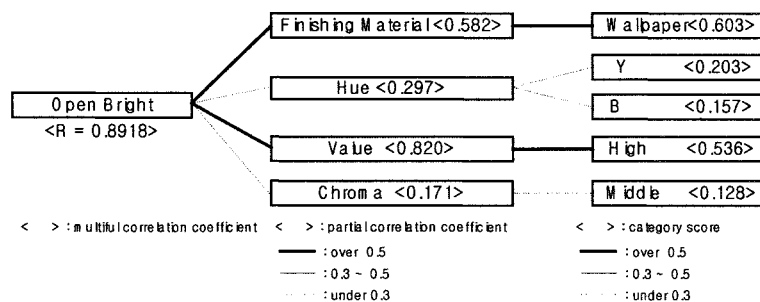 Finishing Material<0.582>
Wallpaper<0.603>
Y <0.203>
Hue <0.297>
B <0.157>
Open Bright
<R = 0.8918>
Value <0.820>
High <0.536>
Chroma <0.171>
Middle <0.128>
< > : multiful correlation coefficient
< > : partial correlation coefficient
< > : category score
: over 0.5
: over 0.5
: 0.3 ~ 0.5
: 0.3 ~ 0.5
: under 0.3
: under 0.3